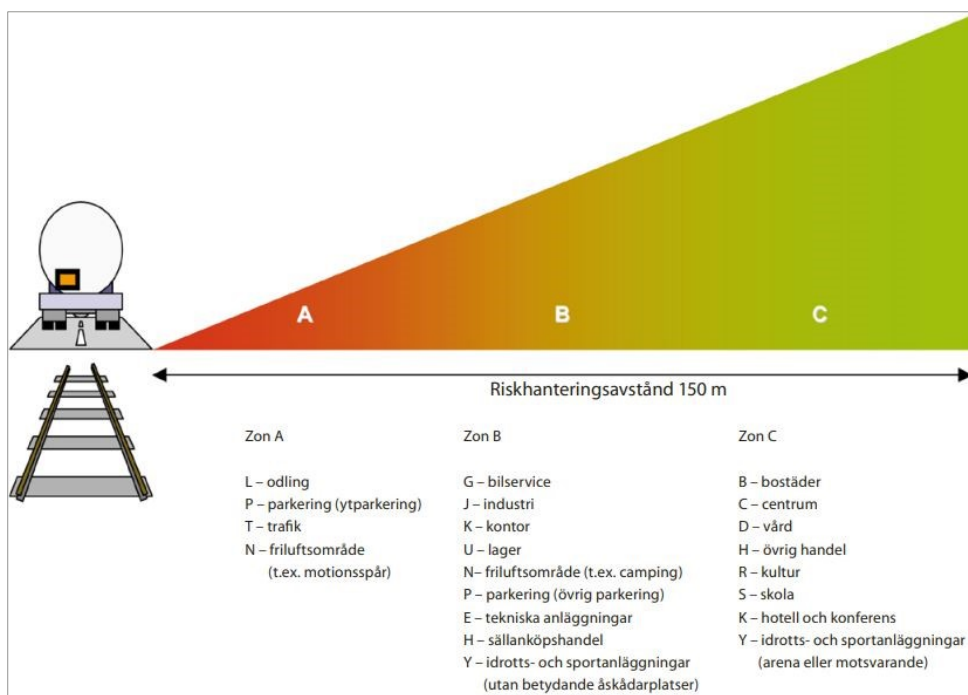 A
B
C
Riskhanteringsavstånd 150 m
Zon A
L – odling
P – parkering (ytparkering)
T – trafik
N – friluftsområde
(t.ex. motionsspår)
Zon B
G – bilservice
J – industri
K – kontor
U – lager
N– friluftsområde (t.ex. camping)
P – parkering (övrig parkering)
E – tekniska anläggningar
H – sällanköpshandel
Y – idrotts- och sportanläggningar
(utan betydande åskådarplatser)
Zon C
B – bostäder
C – centrum
D – vård
H – övrig handel
R – kultur
S – skola
K – hotell och konferens
Y – idrotts- och sportanläggningar
(arena eller motsvarande)